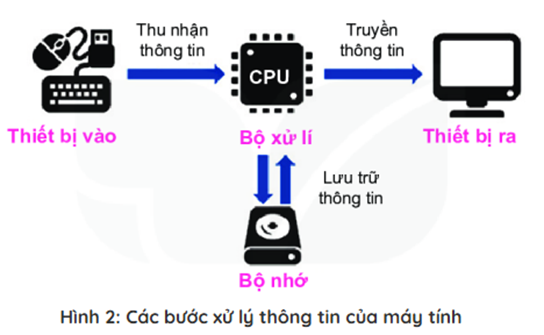 Thu nhận
thông tin
Truyền
thông tin
CPU
Thiết bị vào
Bộ xử lí
Thiết bị ra
Lưu trữ
thông tin
Bộ nhớ
Hình 2: Các bước xử lý thông tin của máy tính